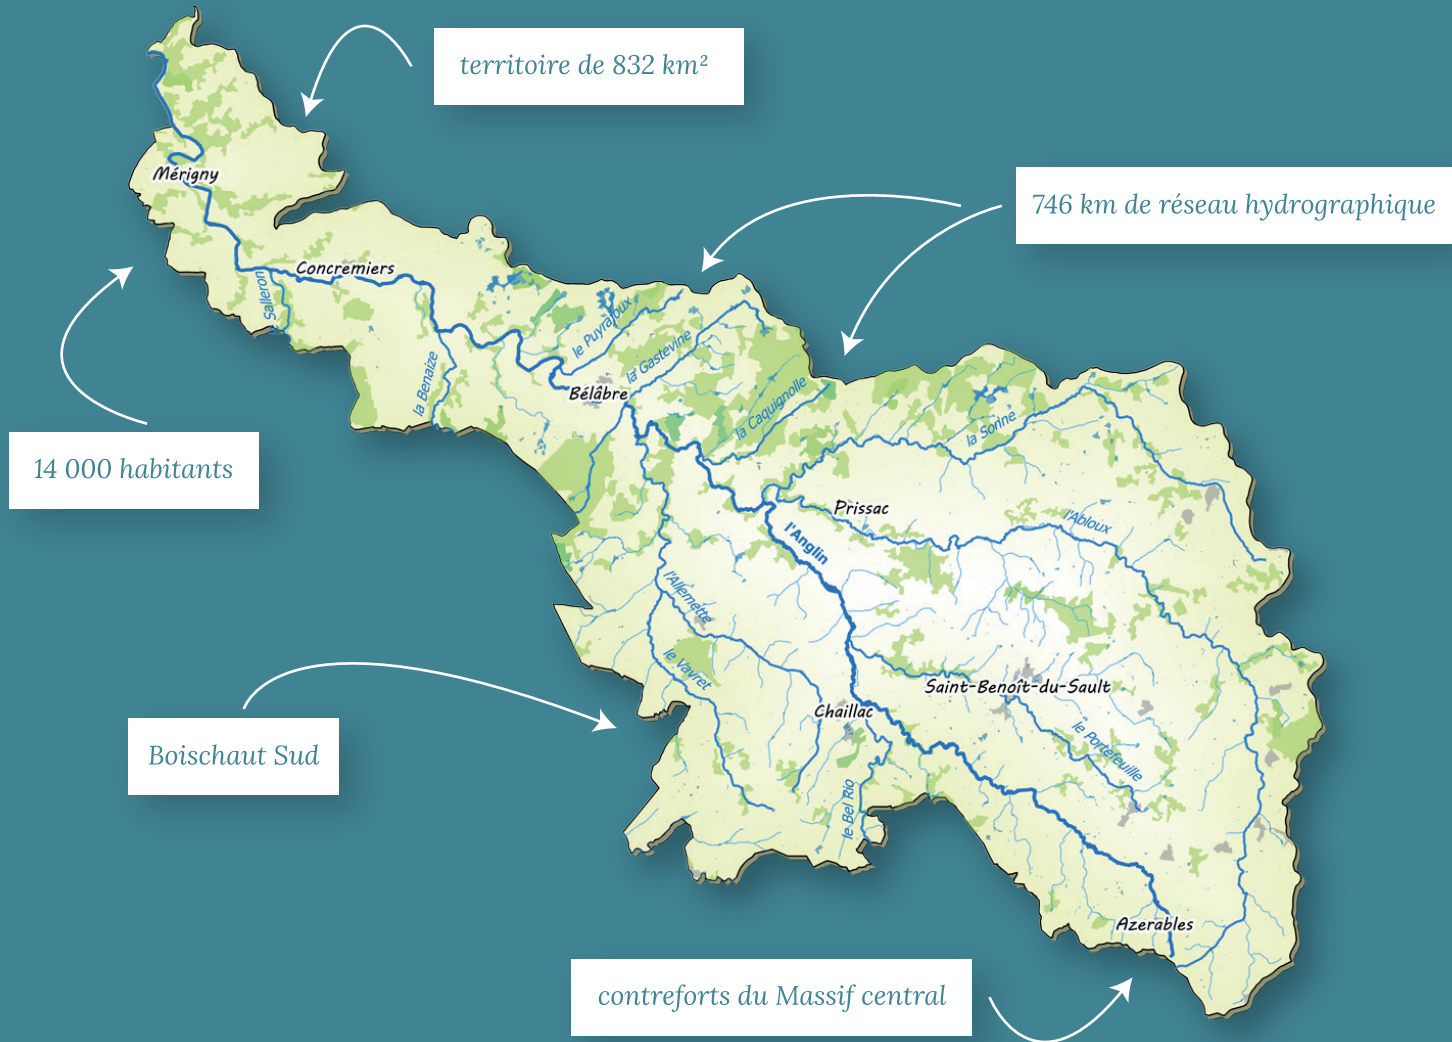 territoire de 832 km²
Mérigny
746 km de réseau hydrographique
Concremiers
le Salleron
le Puyrajoux
la Gastevine
la Benaize
Bélâbre
la Caquignolle
la Sonne
14 000 habitants
Prissac
l'Abloux
l'Anglin
l'Allemette
le Vavret
Saint-Benoît-du-Sault
Chaillac
Boischaut Sud
le Portefeuille
le Bel Rio
Azerables
contreforts du Massif central